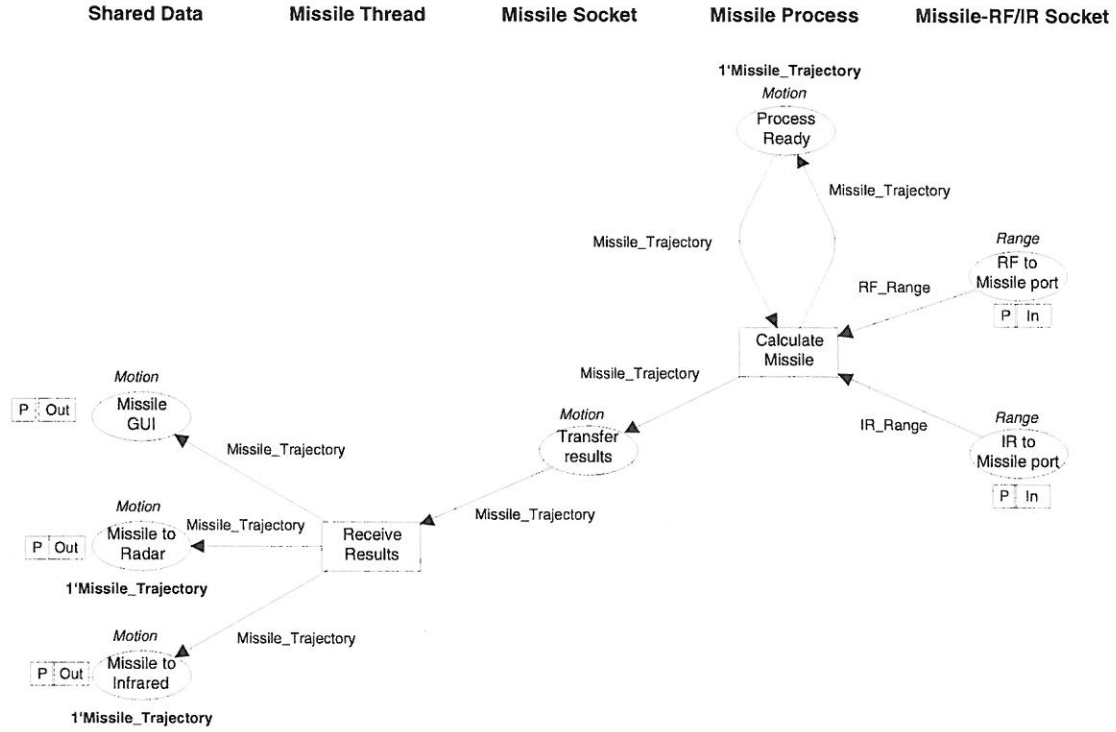 Shared Data
Missile Thread
Missile Socket
Missile Process
Missile-RF/IR Socket
1'Missile_Trajectory
Motion
Process
Ready
Missile_Trajectory
Missile_Trajectory
Range
RF to
Missile port
P In
RF_Range
Calculate
Missile
Missile_Trajectory
IR_Range
Range
IR to
Missile port
P In
Motion
Transfer
results
Motion
Missile
GUI
P Out
Missile_Trajectory
Missile_Trajectory
Motion
Missile to
Radar
P Out
1'Missile_Trajectory
Missile_Trajectory
Receive
Results
Motion
Missile to
Infrared
P Out
1'Missile_Trajectory
Missile_Trajectory